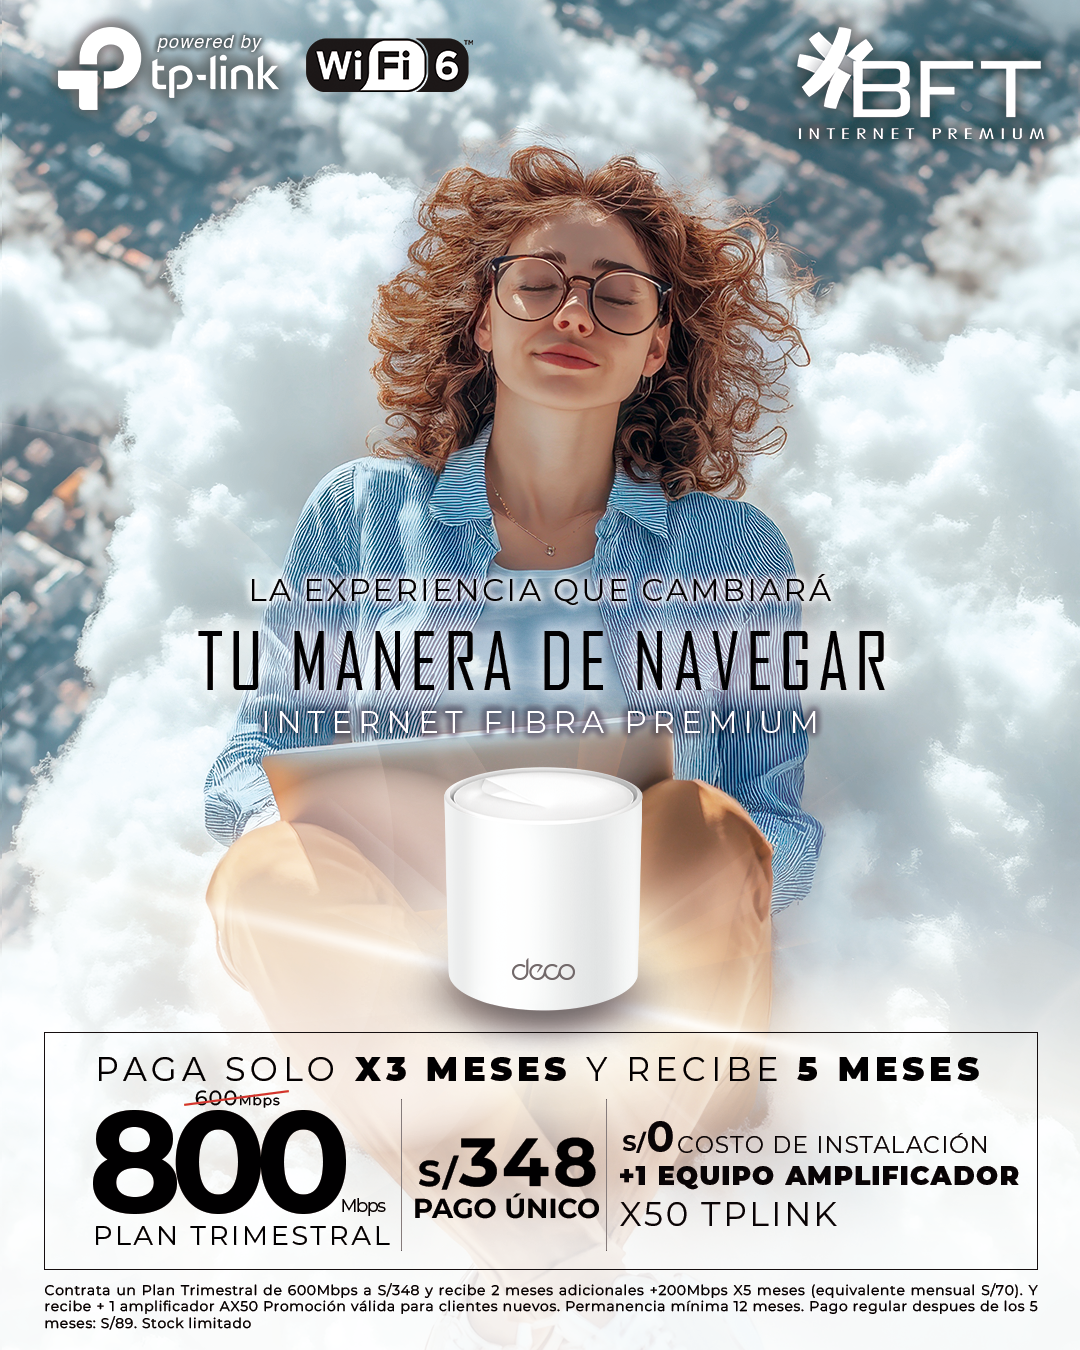 powered by
tp-link
Wi Fi 6 ™
BFT
INTERNET PREMIUM
LA EXPERIENCIA QUE CAMBIARÁ
TU MANERA DE NAVEGAR
INTERNET FIBRA PREMIUM
deco
PAGA SOLO X3 MESES Y RECIBE 5 MESES
600Mbps
800 Mbps
PLAN TRIMESTRAL
S/348
PAGO ÚNICO
S/0 COSTO DE INSTALACIÓN
+1 EQUIPO AMPLIFICADOR
X50 TPLINK
Contrata un Plan Trimestral de 600Mbps a S/348 y recibe 2 meses adicionales +200Mbps X5 meses (equivalente mensual S/70). Y
recibe + 1 amplificador AX50 Promoción válida para clientes nuevos. Permanencia mínima 12 meses. Pago regular despues de los 5
meses: S/89. Stock limitado